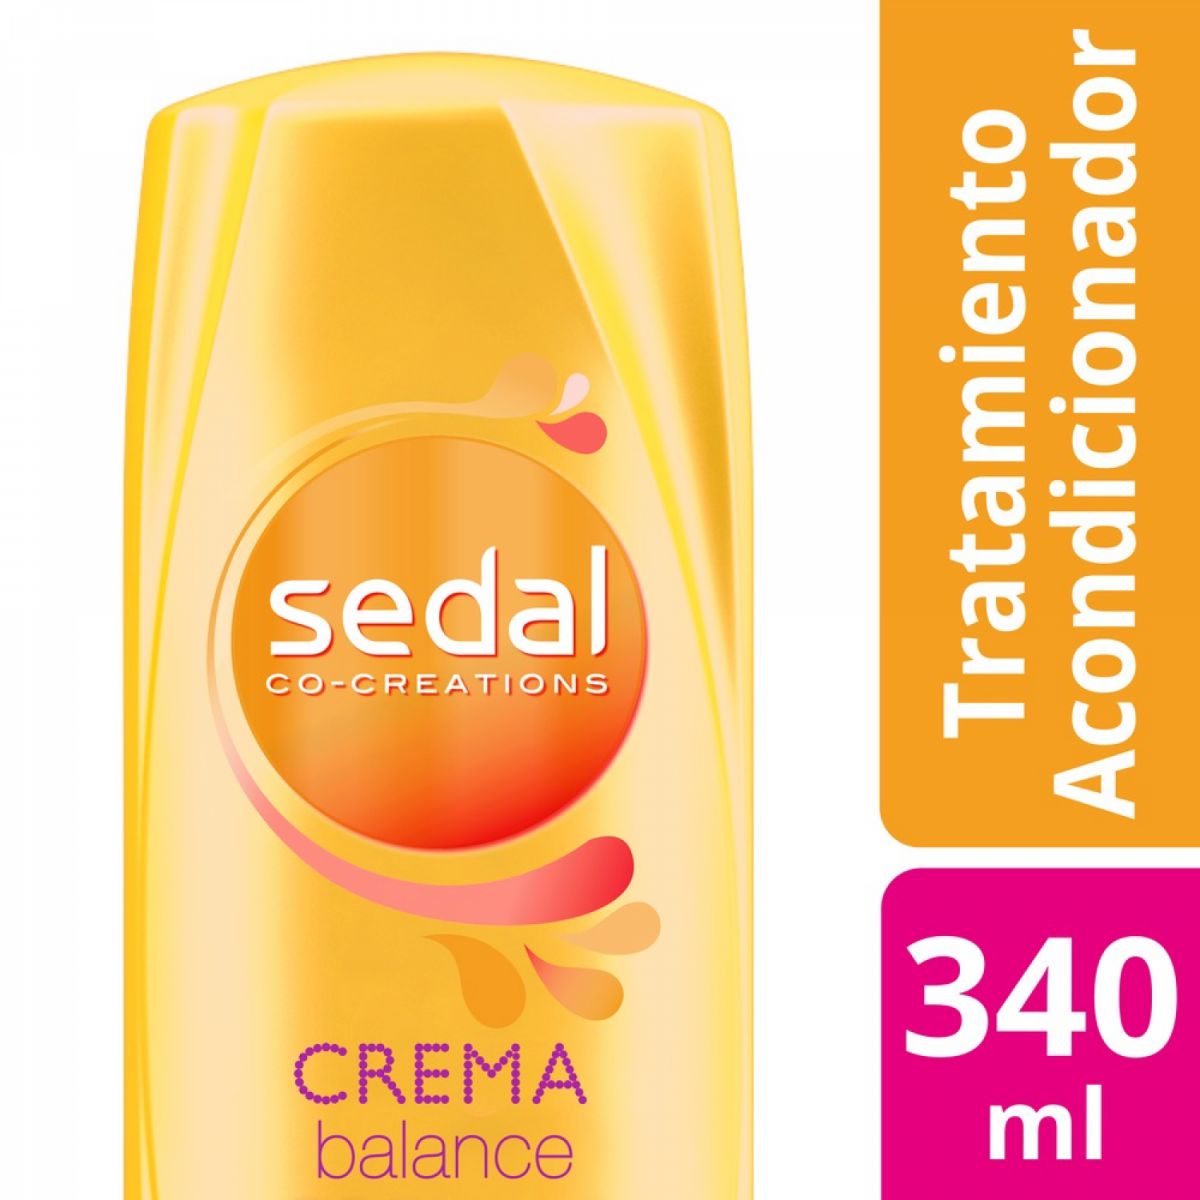 sedal
CO-CREATIONS
CREMA
balance
Tratamiento
Acondicionador
340
ml